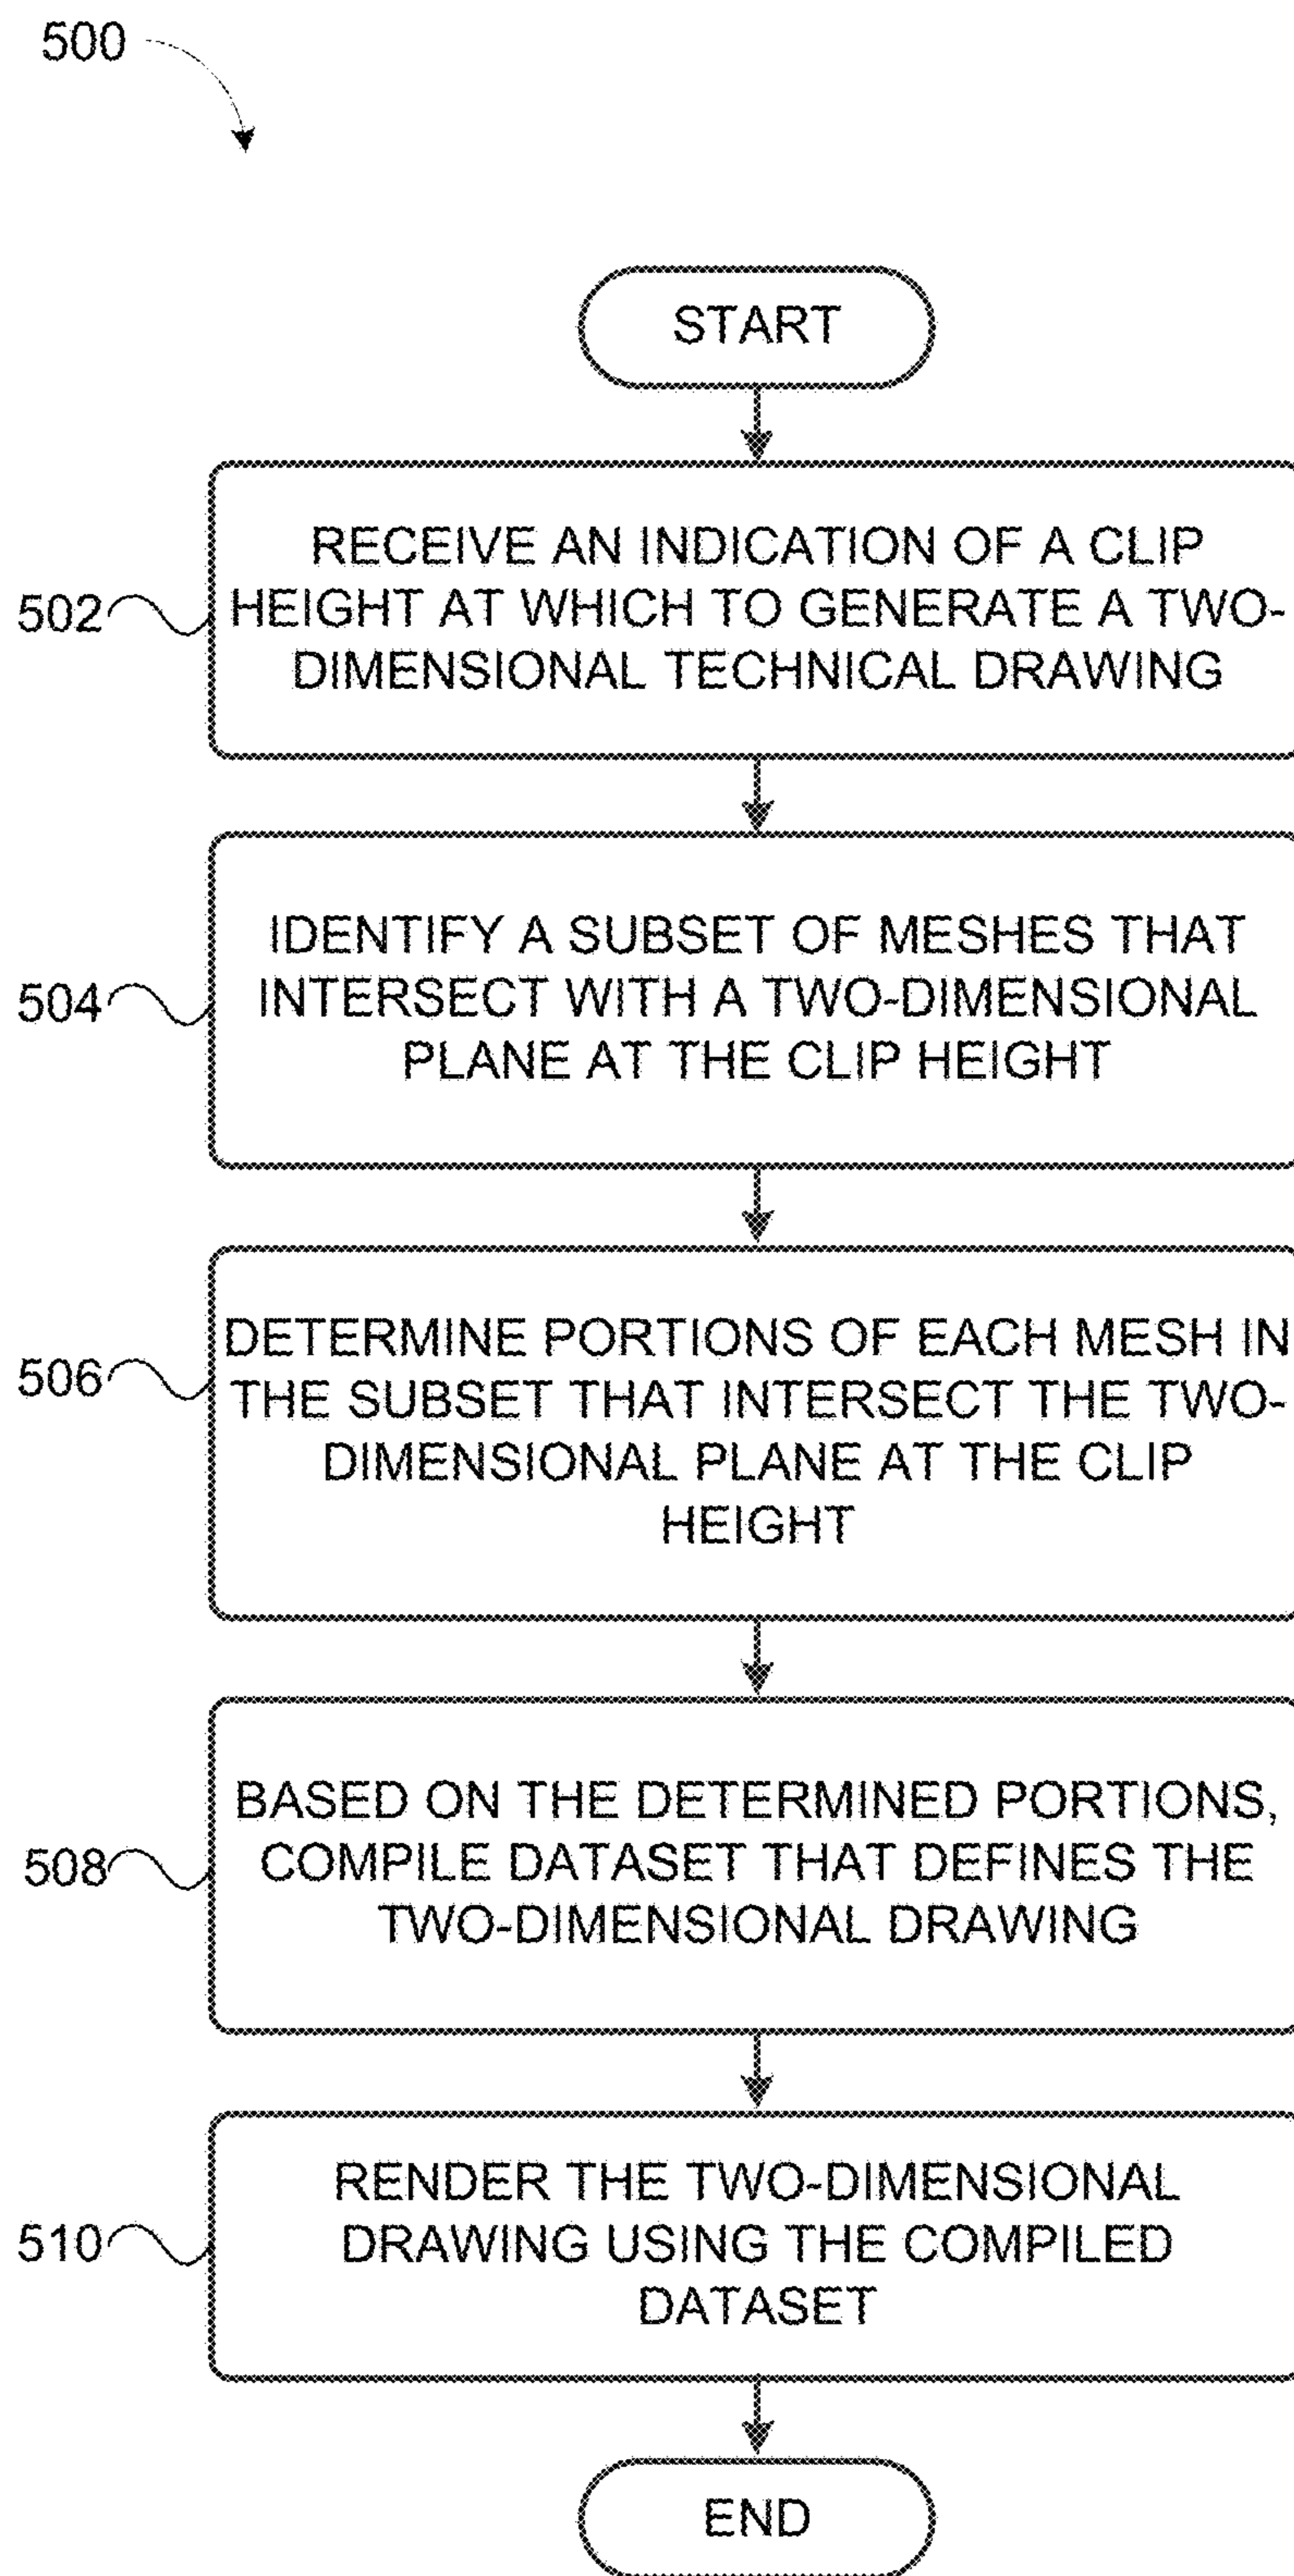 500
START
502
RECEIVE AN INDICATION OF A CLIP
HEIGHT AT WHICH TO GENERATE A TWO-
DIMENSIONAL TECHNICAL DRAWING
504
IDENTIFY A SUBSET OF MESHES THAT
INTERSECT WITH A TWO-DIMENSIONAL
PLANE AT THE CLIP HEIGHT
506
DETERMINE PORTIONS OF EACH MESH IN
THE SUBSET THAT INTERSECT THE TWO-
DIMENSIONAL PLANE AT THE CLIP
HEIGHT
508
BASED ON THE DETERMINED PORTIONS,
COMPILE DATASET THAT DEFINES THE
TWO-DIMENSIONAL DRAWING
510
RENDER THE TWO-DIMENSIONAL
DRAWING USING THE COMPILED
DATASET
END